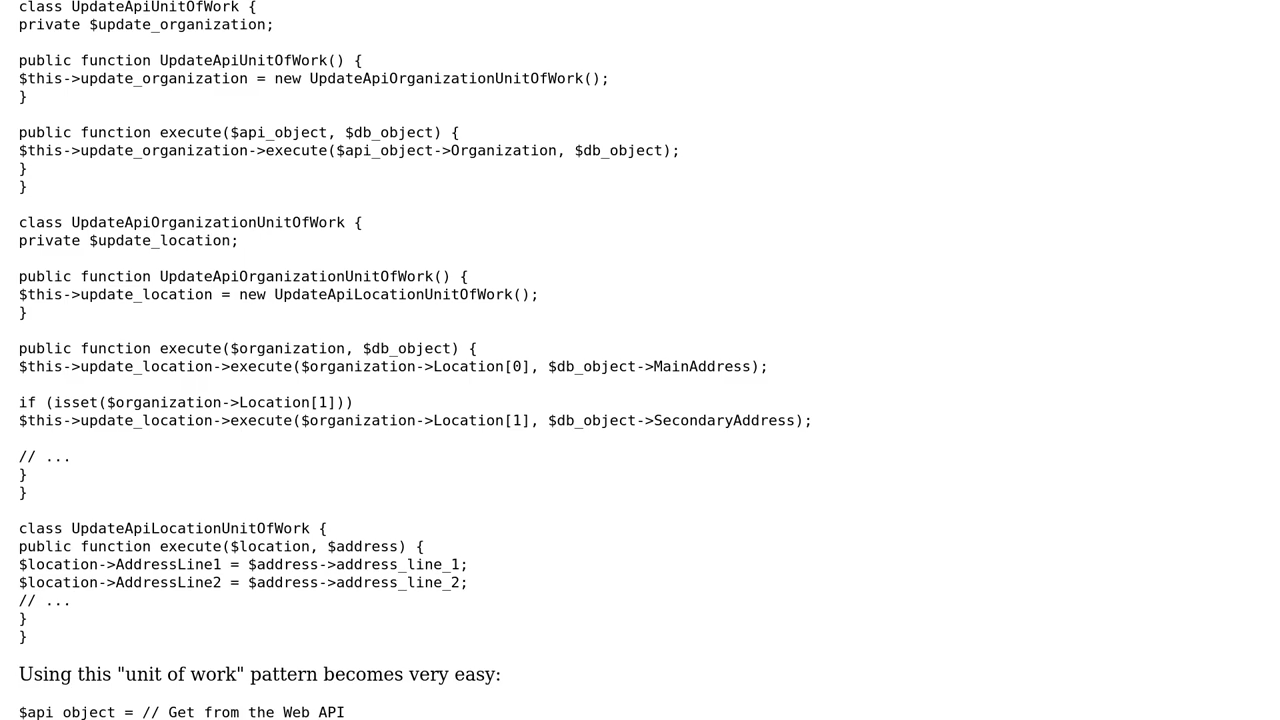 class UpdateApiUnitOfWork {
private $update_organization;

public function UpdateApiUnitOfWork() {
$this->update_organization = new UpdateApiOrganizationUnitOfWork();
}

public function execute($api_object, $db_object) {
$this->update_organization->execute($api_object->Organization, $db_object);
}
}

class UpdateApiOrganizationUnitOfWork {
private $update_location;

public function UpdateApiOrganizationUnitOfWork() {
$this->update_location = new UpdateApiLocationUnitOfWork();
}

public function execute($organization, $db_object) {
$this->update_location->execute($organization->Location[0], $db_object->MainAddress);

if (isset($organization->Location[1]))
$this->update_location->execute($organization->Location[1], $db_object->SecondaryAddress);

// ...
}
}

class UpdateApiLocationUnitOfWork {
public function execute($location, $address) {
$location->AddressLine1 = $address->address_line_1;
$location->AddressLine2 = $address->address_line_2;
// ...
}
}

Using this "unit of work" pattern becomes very easy:

$api_object = // Get from the Web API